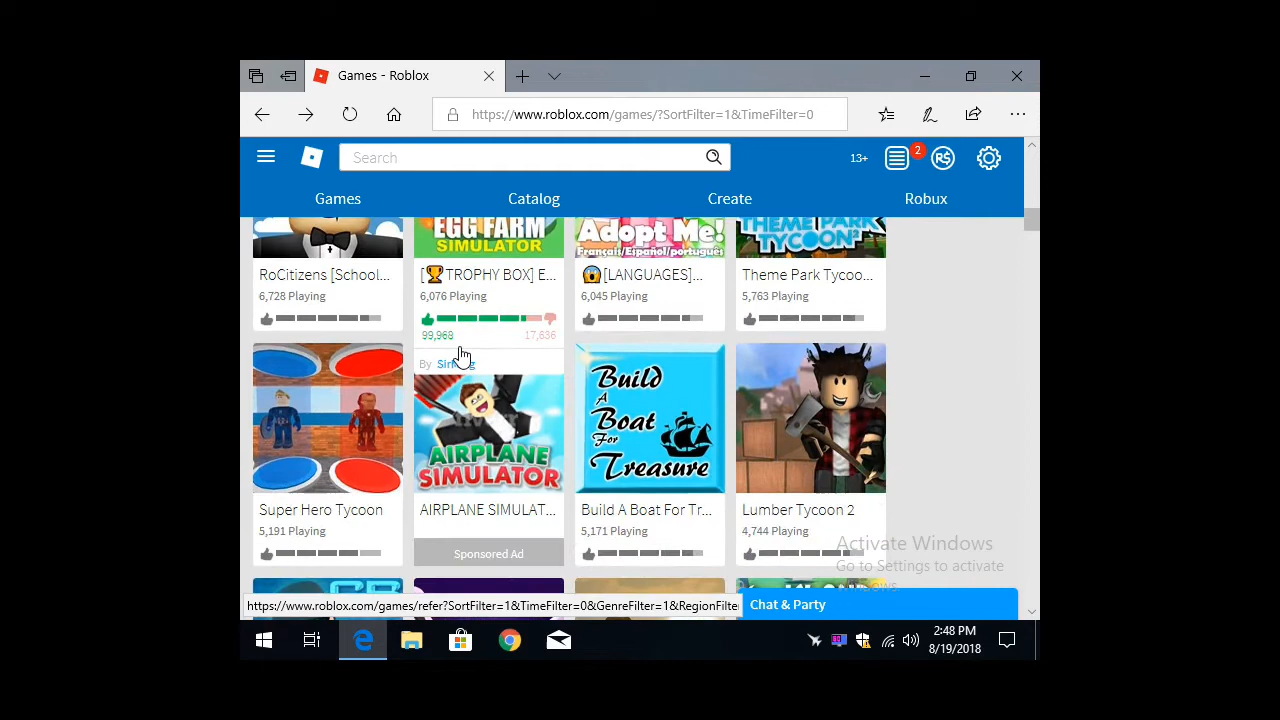 Games - Roblox
https://www.roblox.com/games/?SortFilter=1&TimeFilter=0
Search
13+
2
R$
Games
Catalog
Create
Robux
EGG FARM
SIMULATOR
Adopt Me!
Français/Español/português
THEME PARK
TYCOON 2
RoCitizens [School...
[🏆TROPHY BOX] E...
😱[LANGUAGES]...
Theme Park Tycoo...
6,728 Playing
6,076 Playing
6,045 Playing
5,763 Playing
99,968
17,636
By
AIRPLANE
SIMULATOR
Build
A
Boat
For
Treasure
Super Hero Tycoon
AIRPLANE SIMULAT...
Build A Boat For Tr...
Lumber Tycoon 2
5,191 Playing
Sponsored Ad
5,171 Playing
4,744 Playing
Activate Windows
Go to Settings to activate
Windows.
https://www.roblox.com/games/refer?SortFilter=1&TimeFilter=0&GenreFilter=1&RegionFilte
Chat & Party
2:48 PM
8/19/2018